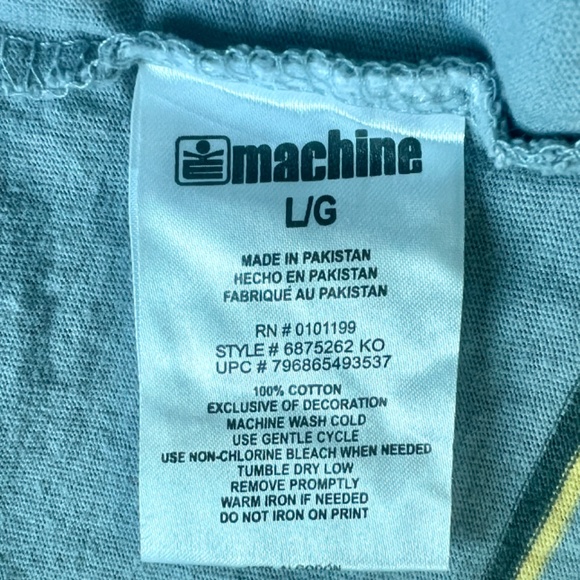 machine
L/G
MADE IN PAKISTAN
HECHO EN PAKISTAN
FABRIQUÉ AU PAKISTAN
RN # 0101199
STYLE # 6875262 KO
UPC # 796865493537
100% COTTON
EXCLUSIVE OF DECORATION
MACHINE WASH COLD
USE GENTLE CYCLE
USE NON-CHLORINE BLEACH WHEN NEEDED
TUMBLE DRY LOW
REMOVE PROMPTLY
WARM IRON IF NEEDED
DO NOT IRON ON PRINT